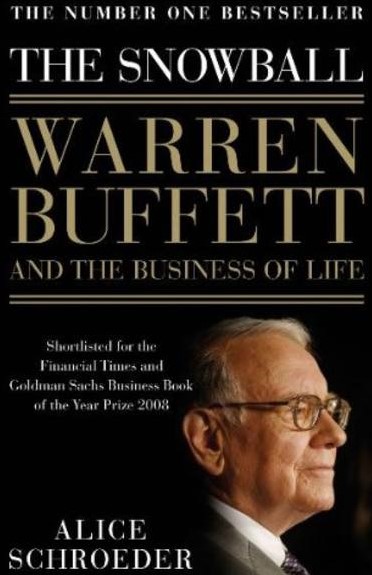 THE NUMBER ONE BESTSELLER
THE SNOWBALL
WARREN
BUFFETT
AND THE BUSINESS OF LIFE
Shortlisted for the
Financial Times and
Goldman Sachs Business Book
of the Year Prize 2008
ALICE
SCHROEDER